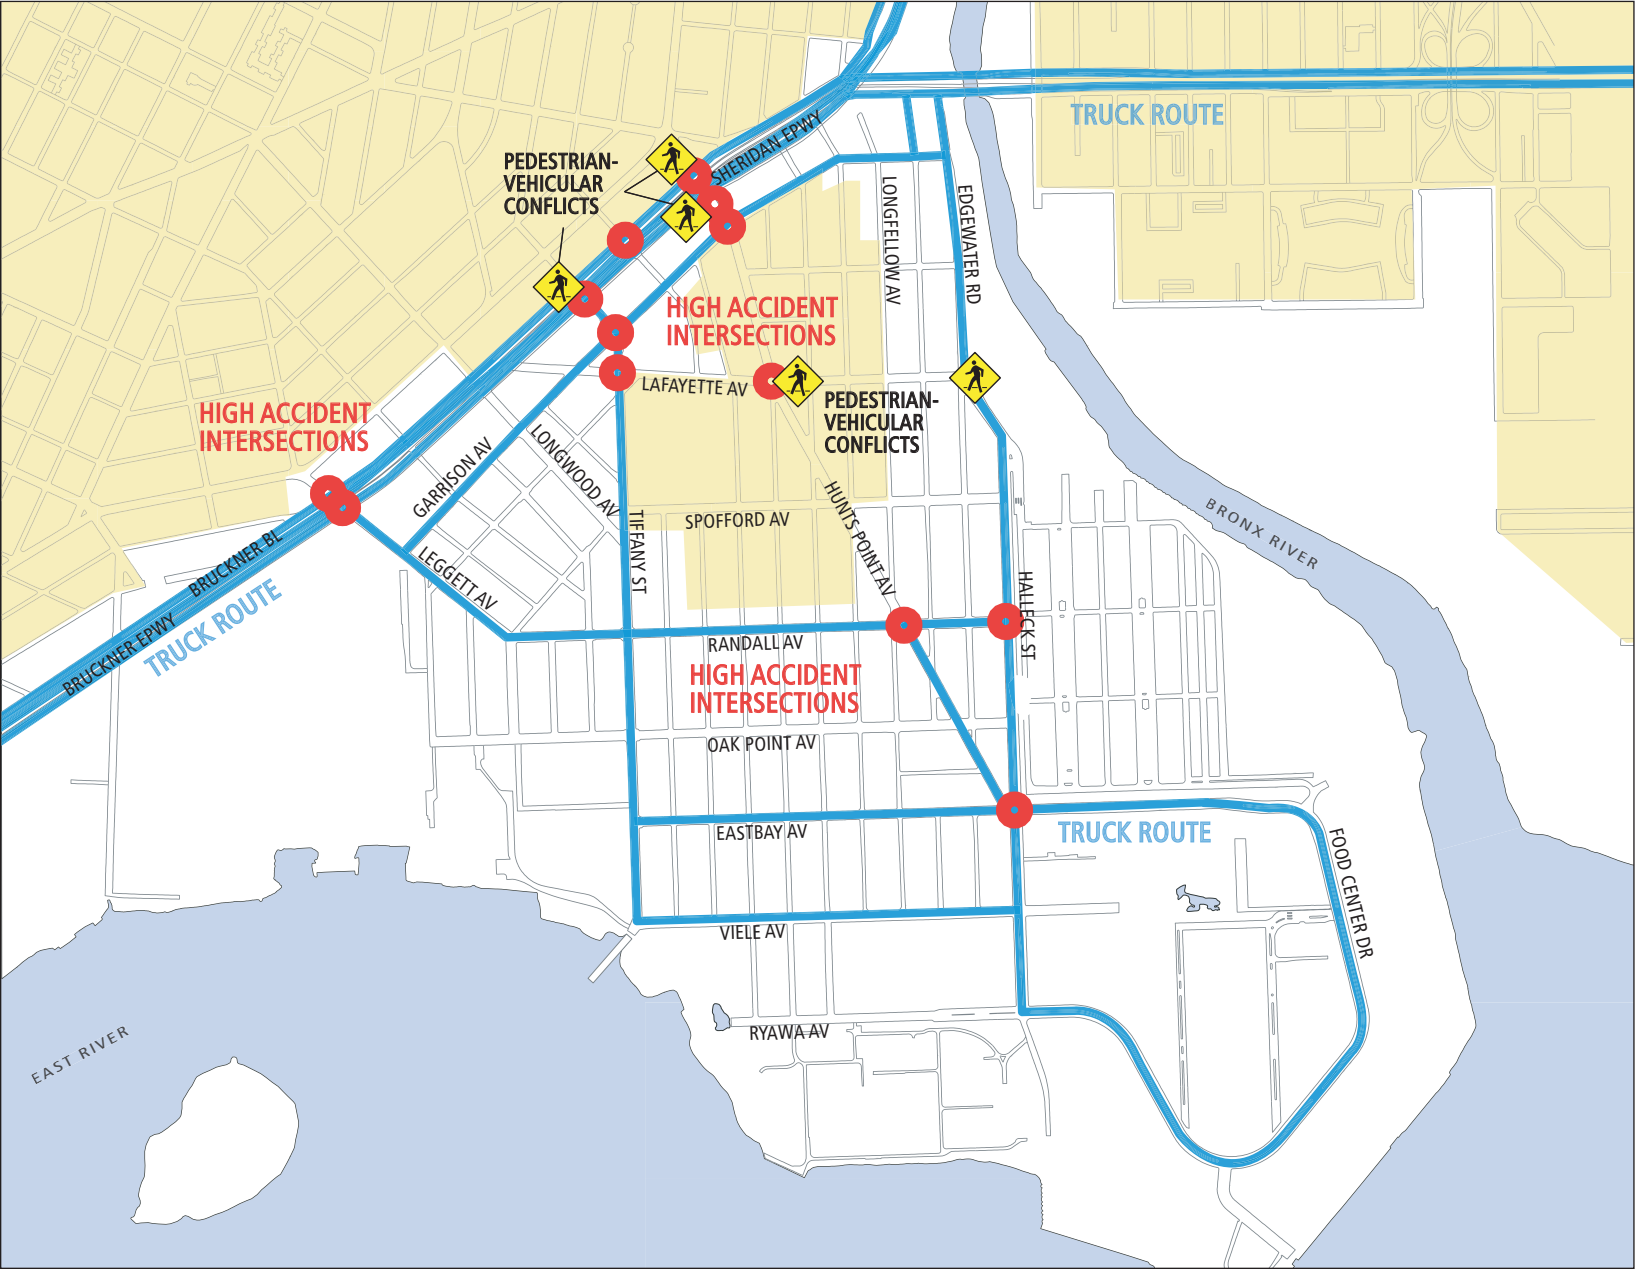 TRUCK ROUTE
SHERIDAN EPWY
PEDESTRIAN-
VEHICULAR
CONFLICTS
LONGFELLOW AV
EDGEWATER RD
HIGH ACCIDENT
INTERSECTIONS
LAFAYETTE AV
PEDESTRIAN-
VEHICULAR
CONFLICTS
HIGH ACCIDENT
INTERSECTIONS
GARRISON AV
LONGWOOD AV
TIFFANY ST
SPOFFORD AV
HUNTS POINT AV
BRONX RIVER
BRUCKNER BL
LEGGETT AV
HALLECK ST
TRUCK ROUTE
BRUCKNER EPWY
RANDALL AV
HIGH ACCIDENT
INTERSECTIONS
OAK POINT AV
EASTBAY AV
TRUCK ROUTE
FOOD CENTER DR
VIELE AV
RYAWA AV
EAST RIVER